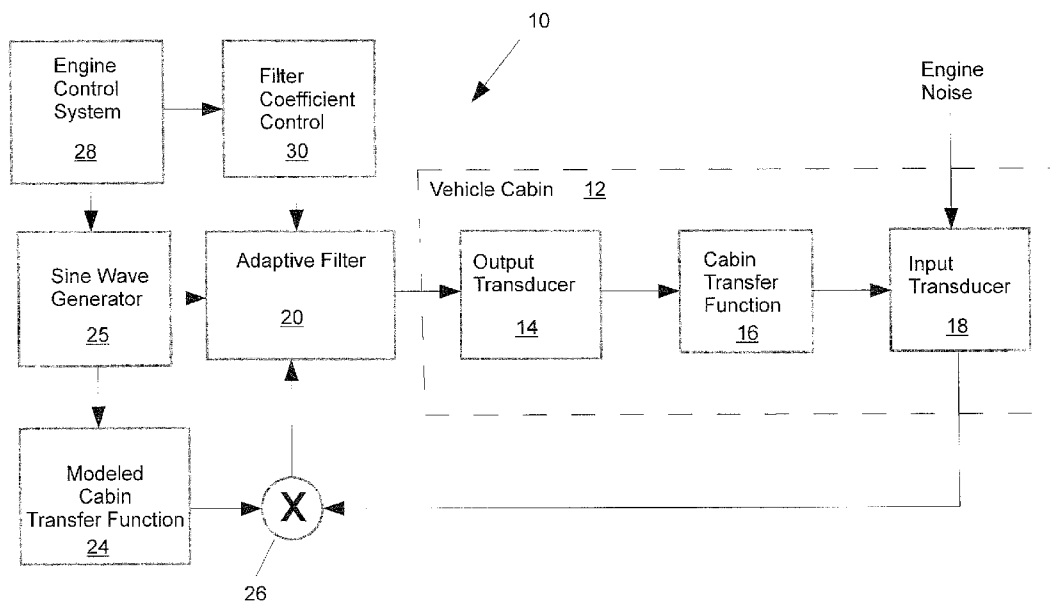 10
Engine
Control
System
28
Filter
Coefficient
Control
30
Engine
Noise
Vehicle Cabin 12
Sine Wave
Generator
25
Adaptive Filter
20
Output
Transducer
14
Cabin
Transfer
Function
16
Input
Transducer
18
Modeled
Cabin
Transfer Function
24
X
26